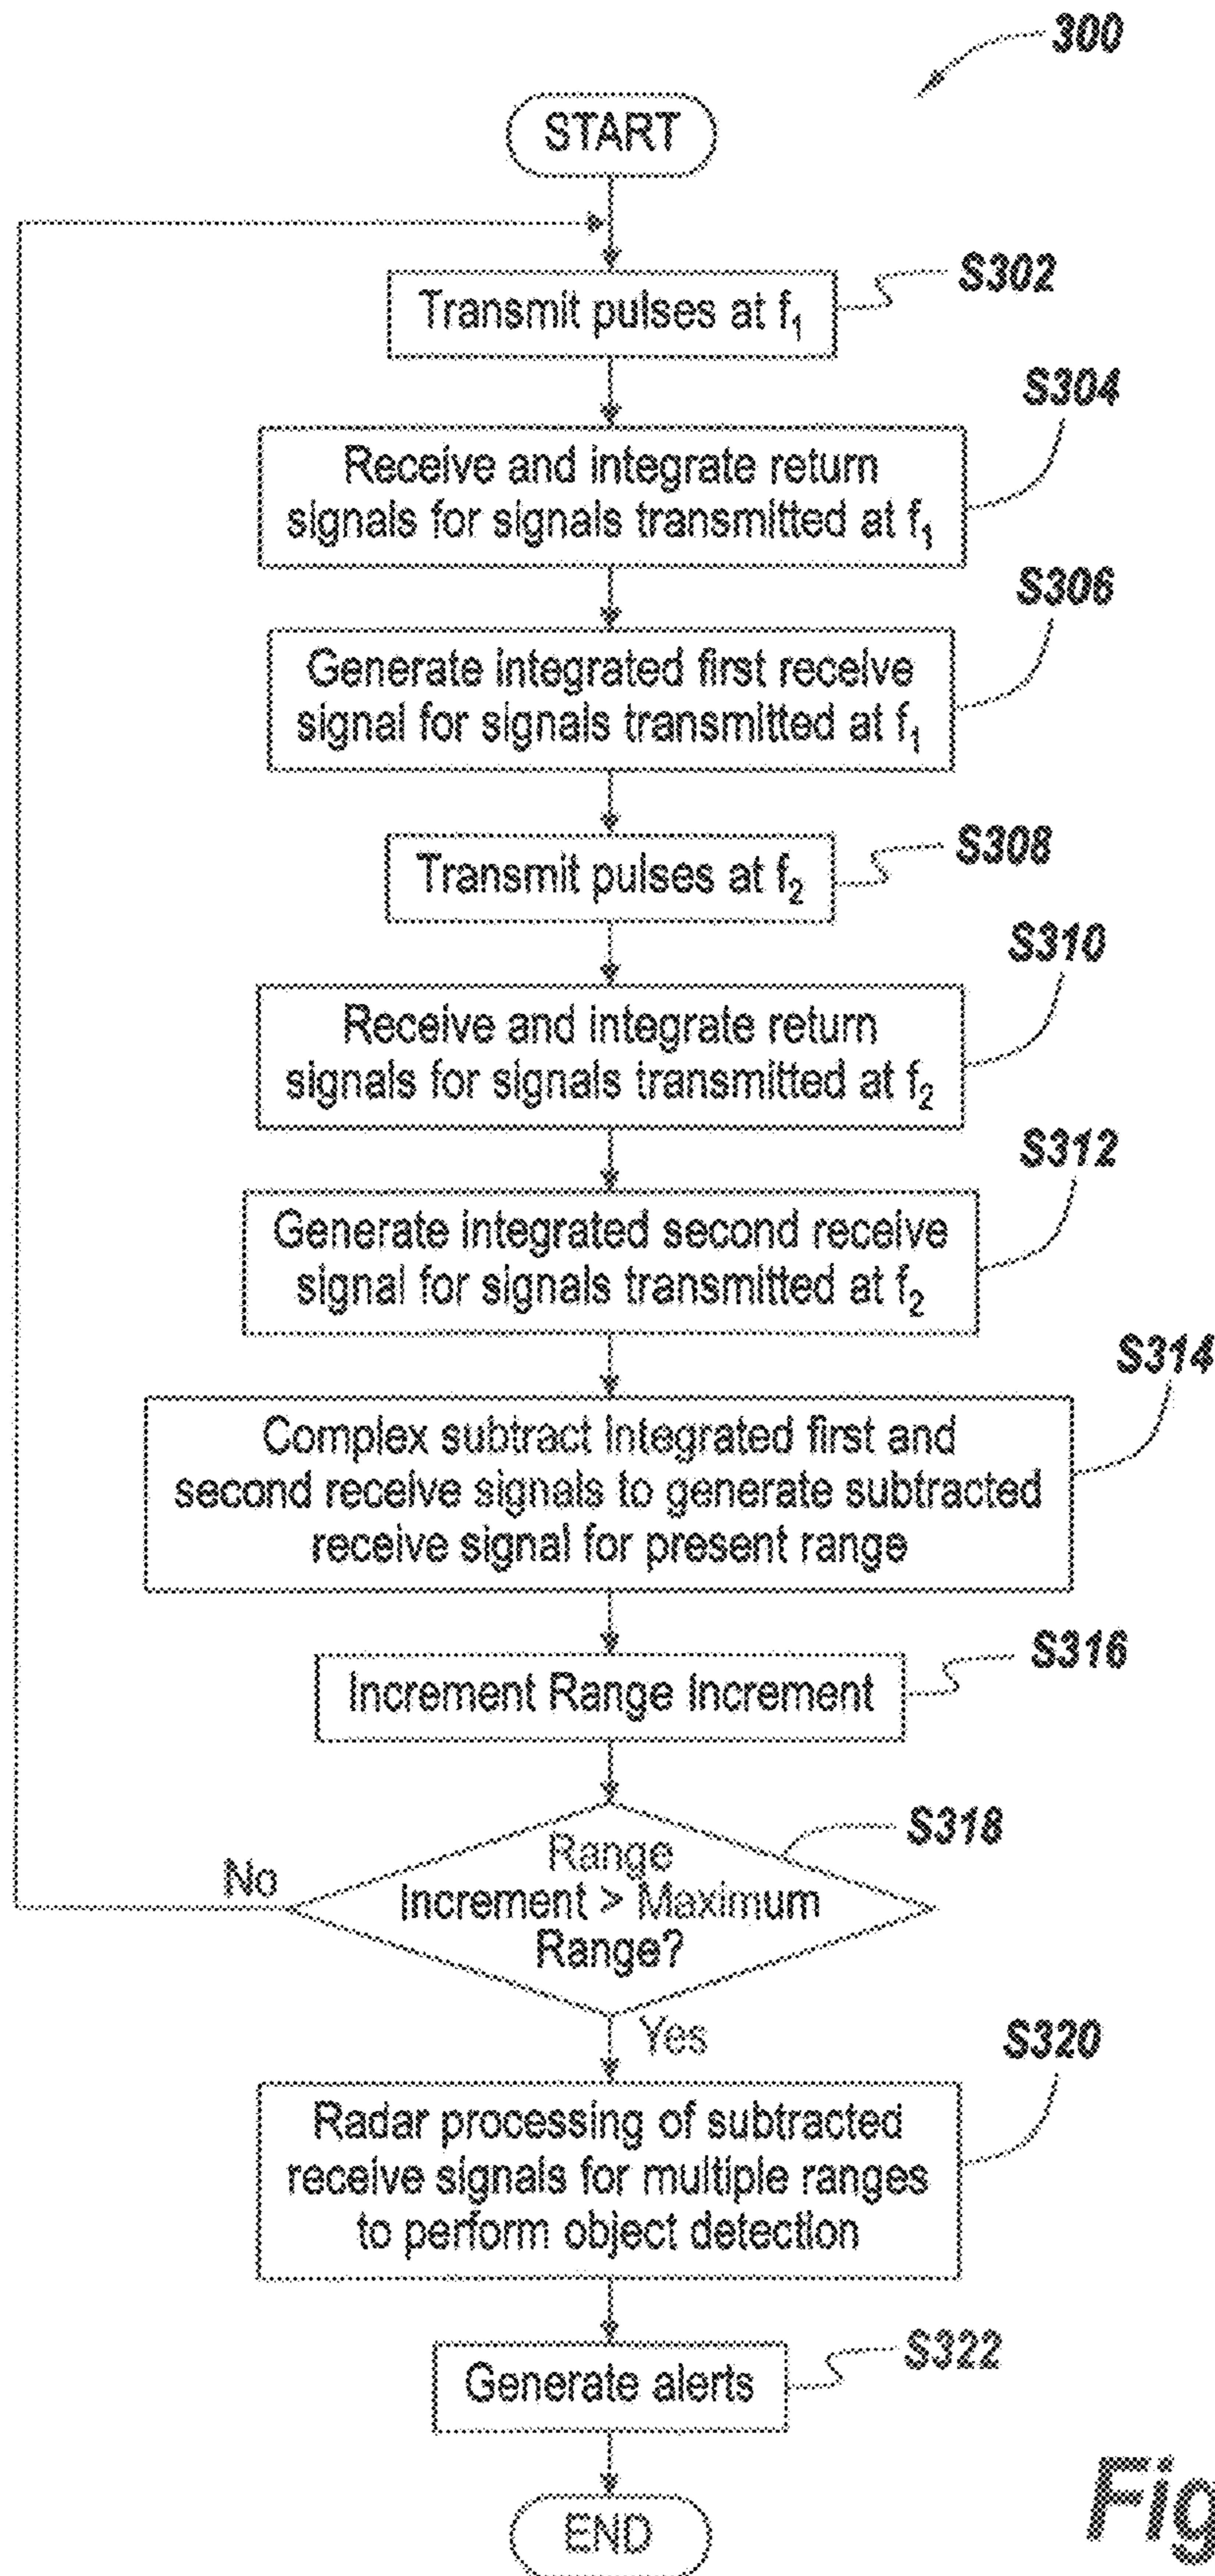 300
START
Transmit pulses at f1
S302
S304
Receive and integrate return
signals for signals transmitted at f1
S306
Generate integrated first receive
signal for signals transmitted at f1
Transmit pulses at f2
S308
S310
Receive and integrate return
signals for signals transmitted at f2
S312
Generate integrated second receive
signal for signals transmitted at f2
S314
Complex subtract integrated first and
second receive signals to generate subtracted
receive signal for present range
S316
Increment Range Increment
S318
Range
Increment > Maximum
Range?
No
Yes
S320
Radar processing of subtracted
receive signals for multiple ranges
to perform object detection
S322
Generate alerts
END
Fig